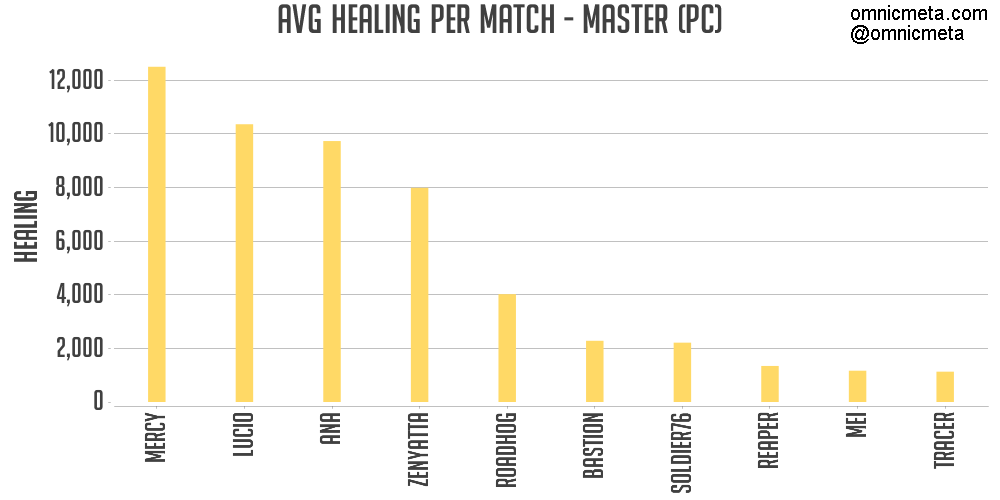 AVG HEALING PER MATCH - MASTER (PC)
omnicmeta.com
@omnicmeta
HEALING
12,000
10,000
8,000
6,000
4,000
2,000
0
MERCY
LUCIO
ANA
ZENYATTA
ROADHOG
BASTION
SOLDIER76
REAPER
MEI
TRACER